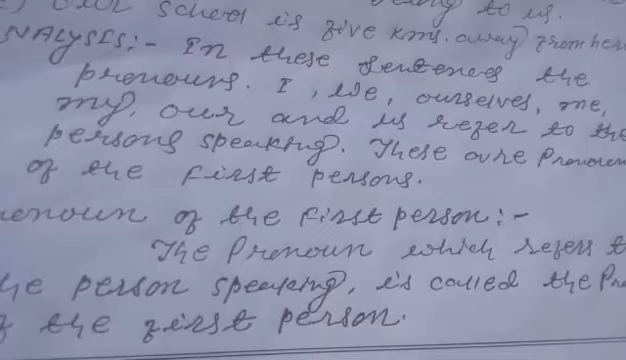 our school is five kms. away from here
NALYSIS:- In these sentences the
pronouns. I, We, ourselves, me,
my, our and us refer to the
persons speaking. These are Pronoun
of the first persons.
onoun of the first person:-
The Pronoun which refers t
he person speaking, is called the Pro
f the first person.